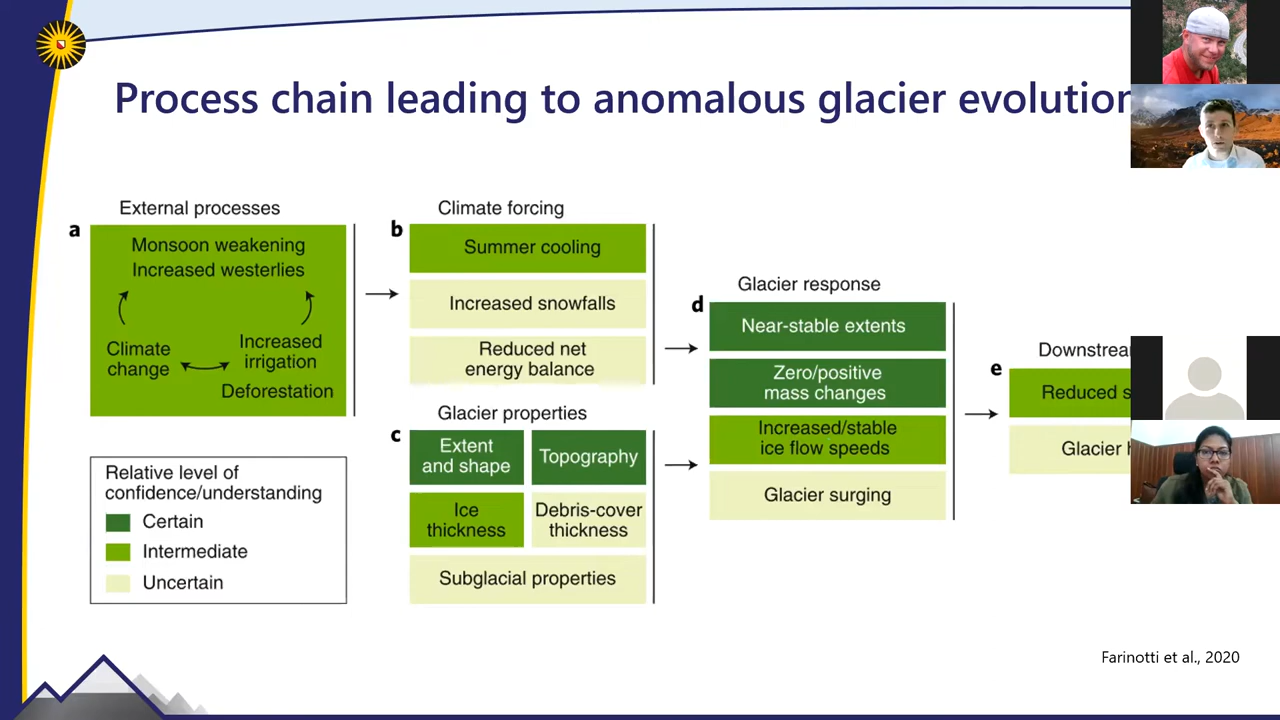 Process chain leading to anomalous glacier evolution
External processes
a
Monsoon weakening
Increased westerlies
Climate
change
Increased
irrigation
Deforestation
Relative level of
confidence/understanding
Certain
Intermediate
Uncertain
Climate forcing
b
Summer cooling
Increased snowfalls
Reduced net
energy balance
Glacier properties
c
Extent
and shape
Topography
Ice
thickness
Debris-cover
thickness
Subglacial properties
Glacier response
d
Near-stable extents
Zero/positive
mass changes
Increased/stable
ice flow speeds
Glacier surging
e
Reduced
Glacier
Farinotti et al., 2020